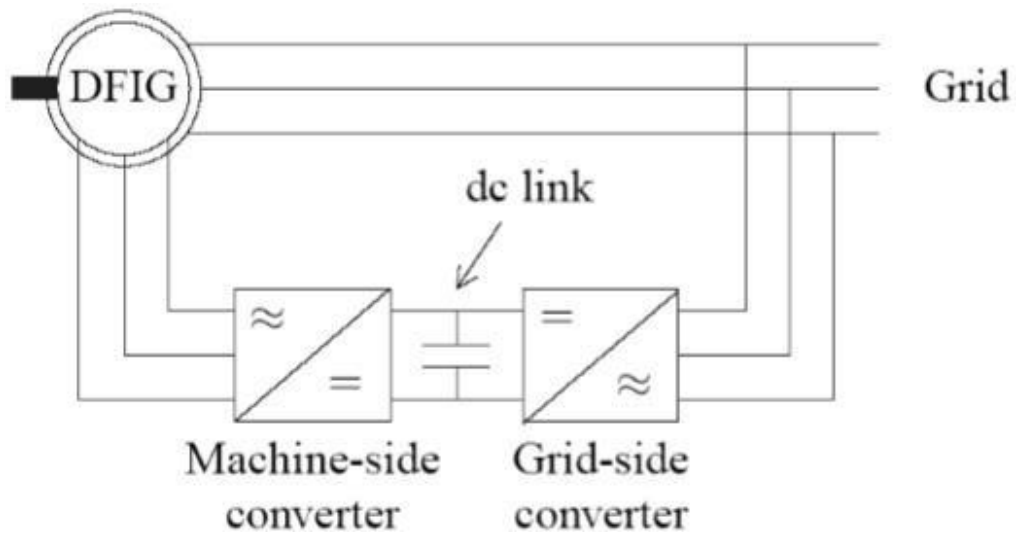 DFIG
Grid
dc link
≈
=
=
≈
Machine-side
converter
Grid-side
converter